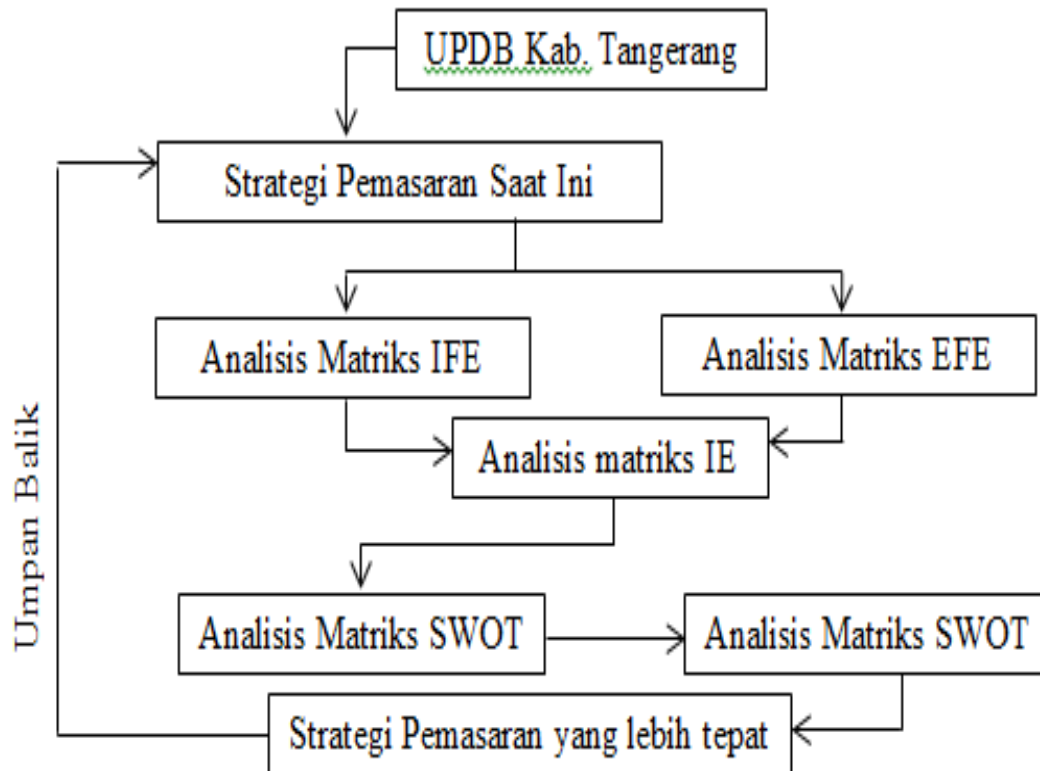 UPDB Kab. Tangerang
Strategi Pemasaran Saat Ini
Analisis Matriks IFE
Analisis Matriks EFE
Analisis matriks IE
Umpan Balik
Analisis Matriks SWOT
Analisis Matriks SWOT
Strategi Pemasaran yang lebih tepat